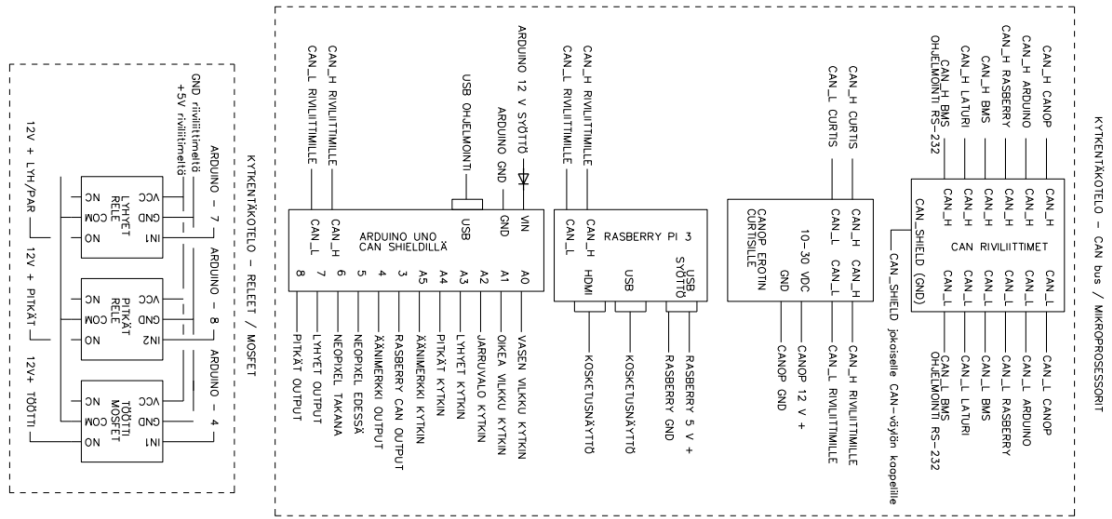 KYTKENTÄKOTELO - CAN bus / MIKROPROSESSORIT
CAN_H CANOP CAN_H CAN_L CAN_L CANOP
CAN_H ARDUINO CAN_H CAN_L CAN_L ARDUINO
CAN_H RASBERRY CAN_H CAN_L CAN_L RASBERRY
CAN_H BMS CAN_H CAN_L CAN_L BMS
CAN RIVILIITTIMET
CAN_H LATURI CAN_H CAN_L CAN_L LATURI
CAN_H BMS CAN_H CAN_L CAN_L BMS
OHJELMOINTI RS-232 OHJELMOINTI RS-232
CAN_SHIELD (GND)
CAN_SHIELD jokaiselle CAN-väylän kaapelille
CAN_H CURTIS CAN_H CAN_H CAN_H RIVILIITTIMILLE
CAN_L CURTIS CAN_L CAN_L CAN_L RIVILIITTIMILLE
10-30 VDC CANOP 12 V +
GND CANOP GND
CANOP EROTIN
CURTISILLE
USB
SYÖTTÖ
RASBERRY 5 V +
RASBERRY GND
RASBERRY PI 3
USB KOSKETUSNÄYTTÖ
CAN_H RIVILIITTIMILLE CAN_H HDMI KOSKETUSNÄYTTÖ
CAN_L RIVILIITTIMILLE CAN_L
ARDUINO 12 V SYÖTTÖ VIN A0 VASEN VILKKU KYTKIN
ARDUINO GND GND A1 OIKEA VILKKU KYTKIN
A2 JARRUVALO KYTKIN
USB OHJELMOINTI USB A3 LYHYET KYTKIN
A4 PITKÄT KYTKIN
A5 ÄÄNIMERKKI KYTKIN
3 RASBERRY CAN OUTPUT
ARDUINO UNO
CAN SHIELDILLÄ
4 ÄÄNIMERKKI OUTPUT
5 NEOPIXEL EDESSÄ
CAN_H RIVILIITTIMILLE CAN_H 6 NEOPIXEL TAKANA
CAN_L RIVILIITTIMILLE CAN_L 7 LYHYET OUTPUT
8 PITKÄT OUTPUT
KYTKENTÄKOTELO - RELEET / MOSFET
ARDUINO - 7 ARDUINO - 8 ARDUINO - 4
GND riiviliittimeltä
+5V riviliittimeltä
VCC GND IN1
LYHYET
RELE
NC COM NO
VCC GND IN2
PITKÄT
RELE
NC COM NO
VCC GND IN1
TÖÖTTI
MOSFET
NC COM NO
12V + LYH/PAR 12V + PITKÄT 12V+ TÖÖTTI